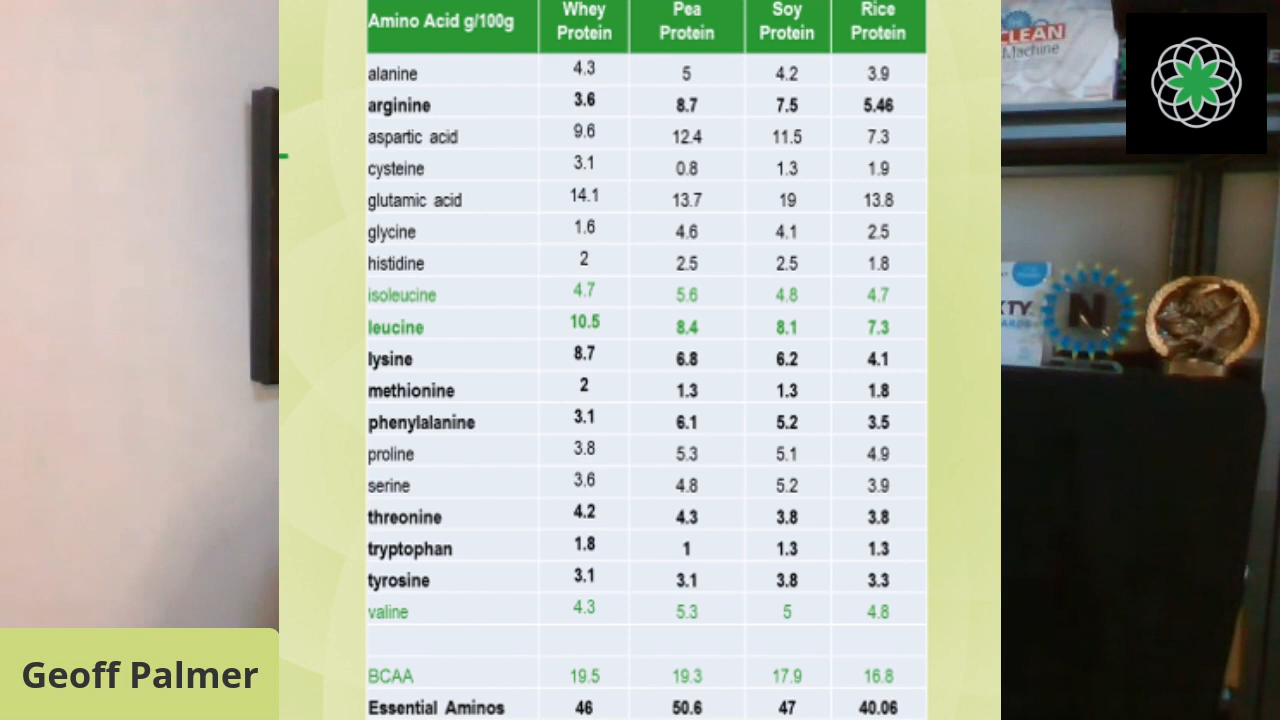 Amino Acid g/100g Whey Protein Pea Protein Soy Protein Rice Protein
alanine 4.3 5 4.2 3.9
arginine 3.6 8.7 7.5 5.46
aspartic acid 9.6 12.4 11.5 7.3
cysteine 3.1 0.8 1.3 1.9
glutamic acid 14.1 13.7 19 13.8
glycine 1.6 4.6 4.1 2.5
histidine 2 2.5 2.5 1.8
isoleucine 4.7 5.6 4.8 4.7
leucine 10.5 8.4 8.1 7.3
lysine 8.7 6.8 6.2 4.1
methionine 2 1.3 1.3 1.8
phenylalanine 3.1 6.1 5.2 3.5
proline 3.8 5.3 5.1 4.9
serine 3.6 4.8 5.2 3.9
threonine 4.2 4.3 3.8 3.8
tryptophan 1.8 1 1.3 1.3
tyrosine 3.1 3.1 3.8 3.3
valine 4.3 5.3 5 4.8
BCAA 19.5 19.3 17.9 16.8
Essential Aminos 46 50.6 47 40.06
Geoff Palmer
CLEAN
Machine
N